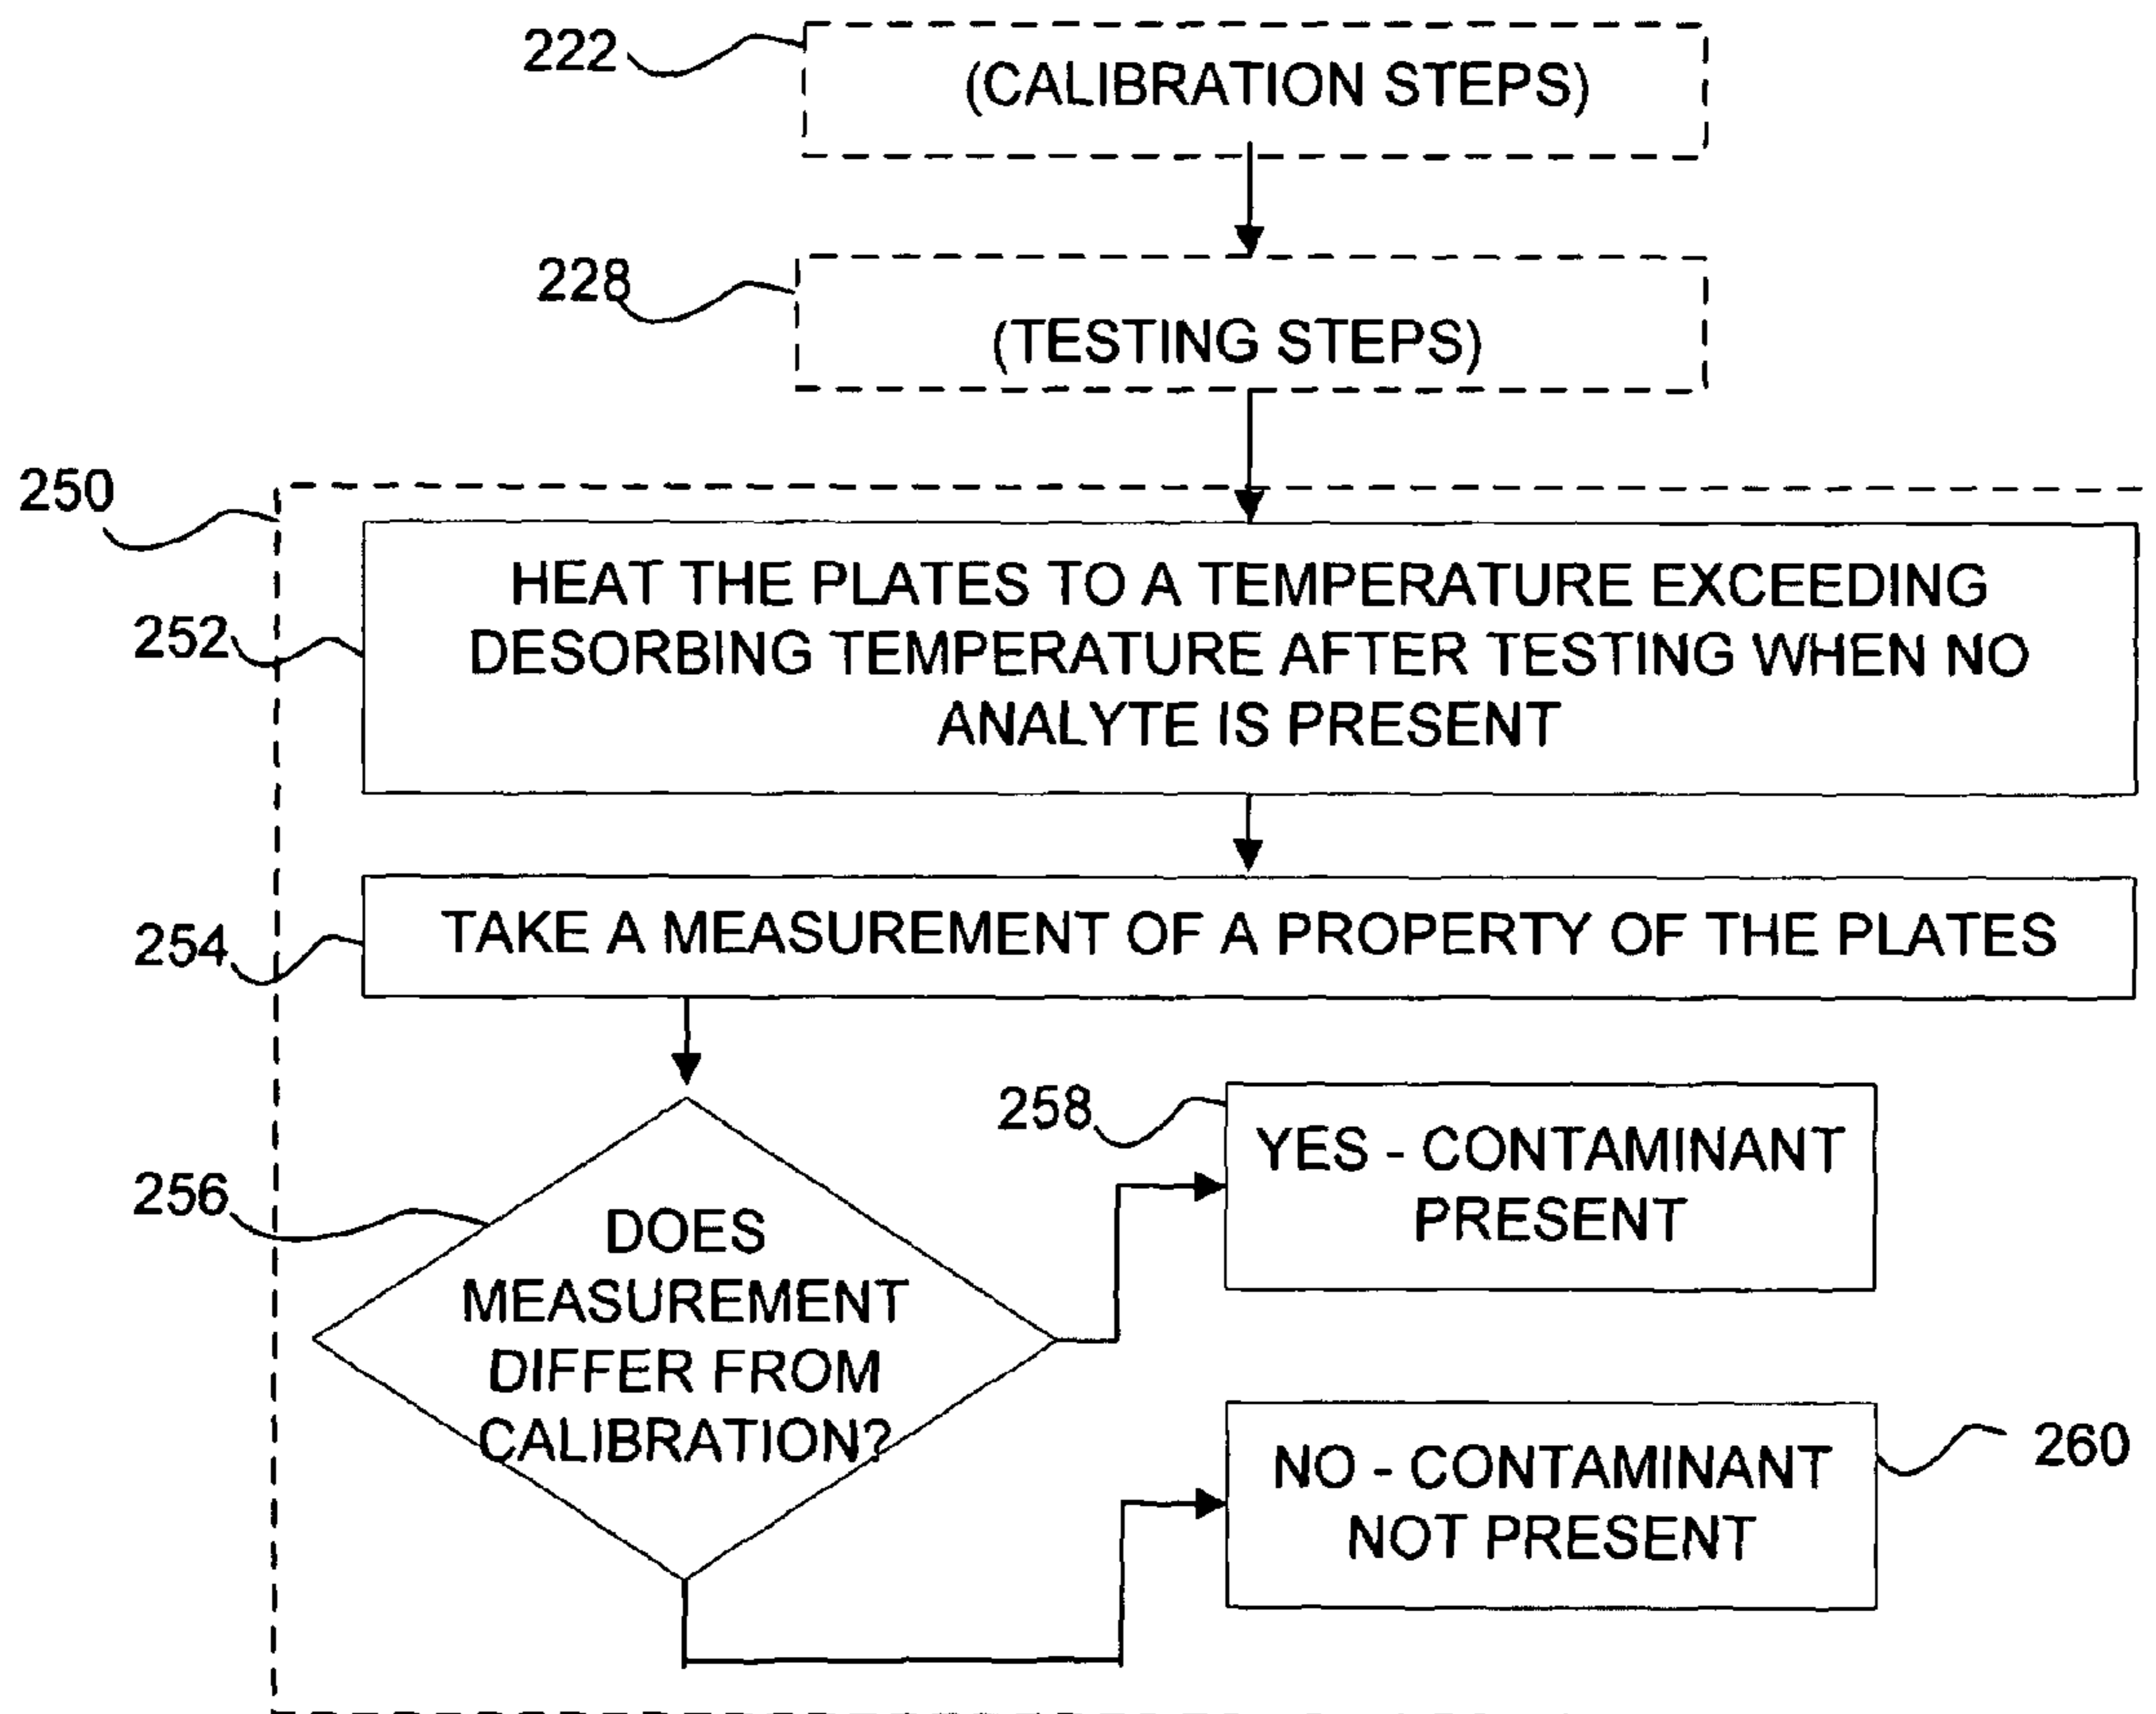 222
(CALIBRATION STEPS)
228
(TESTING STEPS)
250
252
HEAT THE PLATES TO A TEMPERATURE EXCEEDING
DESORBING TEMPERATURE AFTER TESTING WHEN NO
ANALYTE IS PRESENT
254
TAKE A MEASUREMENT OF A PROPERTY OF THE PLATES
256
DOES
MEASUREMENT
DIFFER FROM
CALIBRATION?
258
YES - CONTAMINANT
PRESENT
NO - CONTAMINANT
NOT PRESENT
260